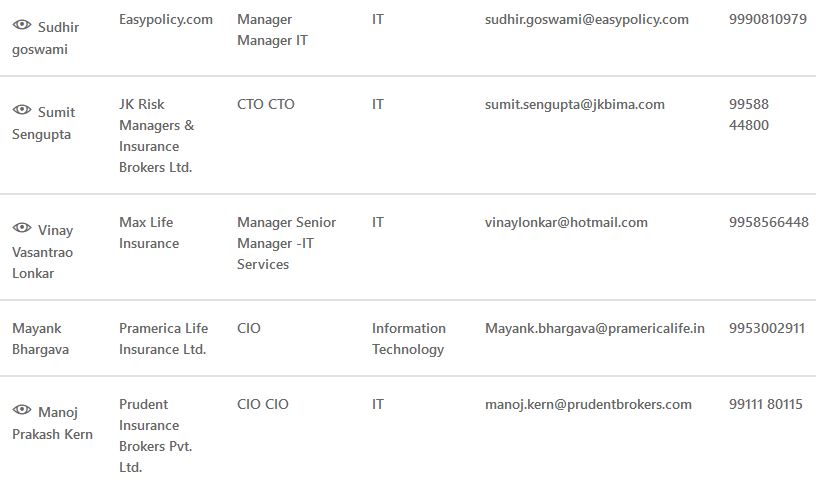 Sudhir goswami Easypolicy.com Manager Manager IT IT sudhir.goswami@easypolicy.com 9990810979
Sumit Sengupta JK Risk Managers & Insurance Brokers Ltd. CTO CTO IT sumit.sengupta@jkbima.com 99588 44800
Vinay Vasantrao Lonkar Max Life Insurance Manager Senior Manager -IT Services IT vinaylonkar@hotmail.com 9958566448
Mayank Bhargava Pramerica Life Insurance Ltd. CIO Information Technology Mayank.bhargava@pramericalife.in 9953002911
Manoj Prakash Kern Prudent Insurance Brokers Pvt. Ltd. CIO CIO IT manoj.kern@prudentbrokers.com 99111 80115